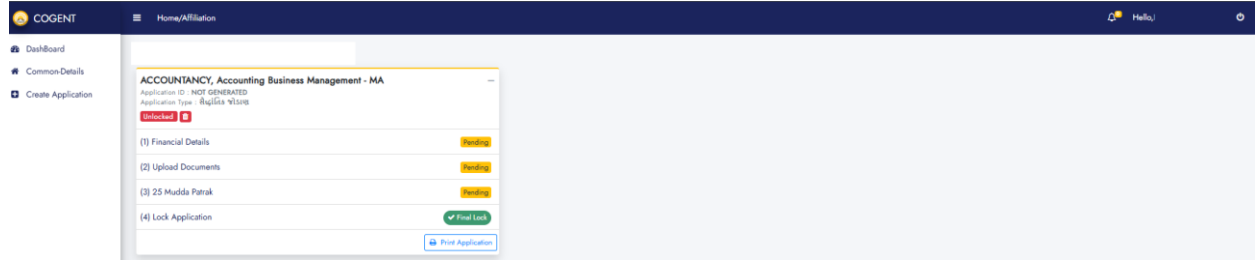 COGENT
Home/Affiliation
Hello,
DashBoard
Common-Details
Create Application
ACCOUNTANCY, Accounting Business Management - MA
Application ID : NOT GENERATED
Application Type : શૈક્ષણિક જોડાણ
Unlocked
(1) Financial Details Pending
(2) Upload Documents Pending
(3) 25 Mudda Patrak Pending
(4) Lock Application Final Lock
Print Application